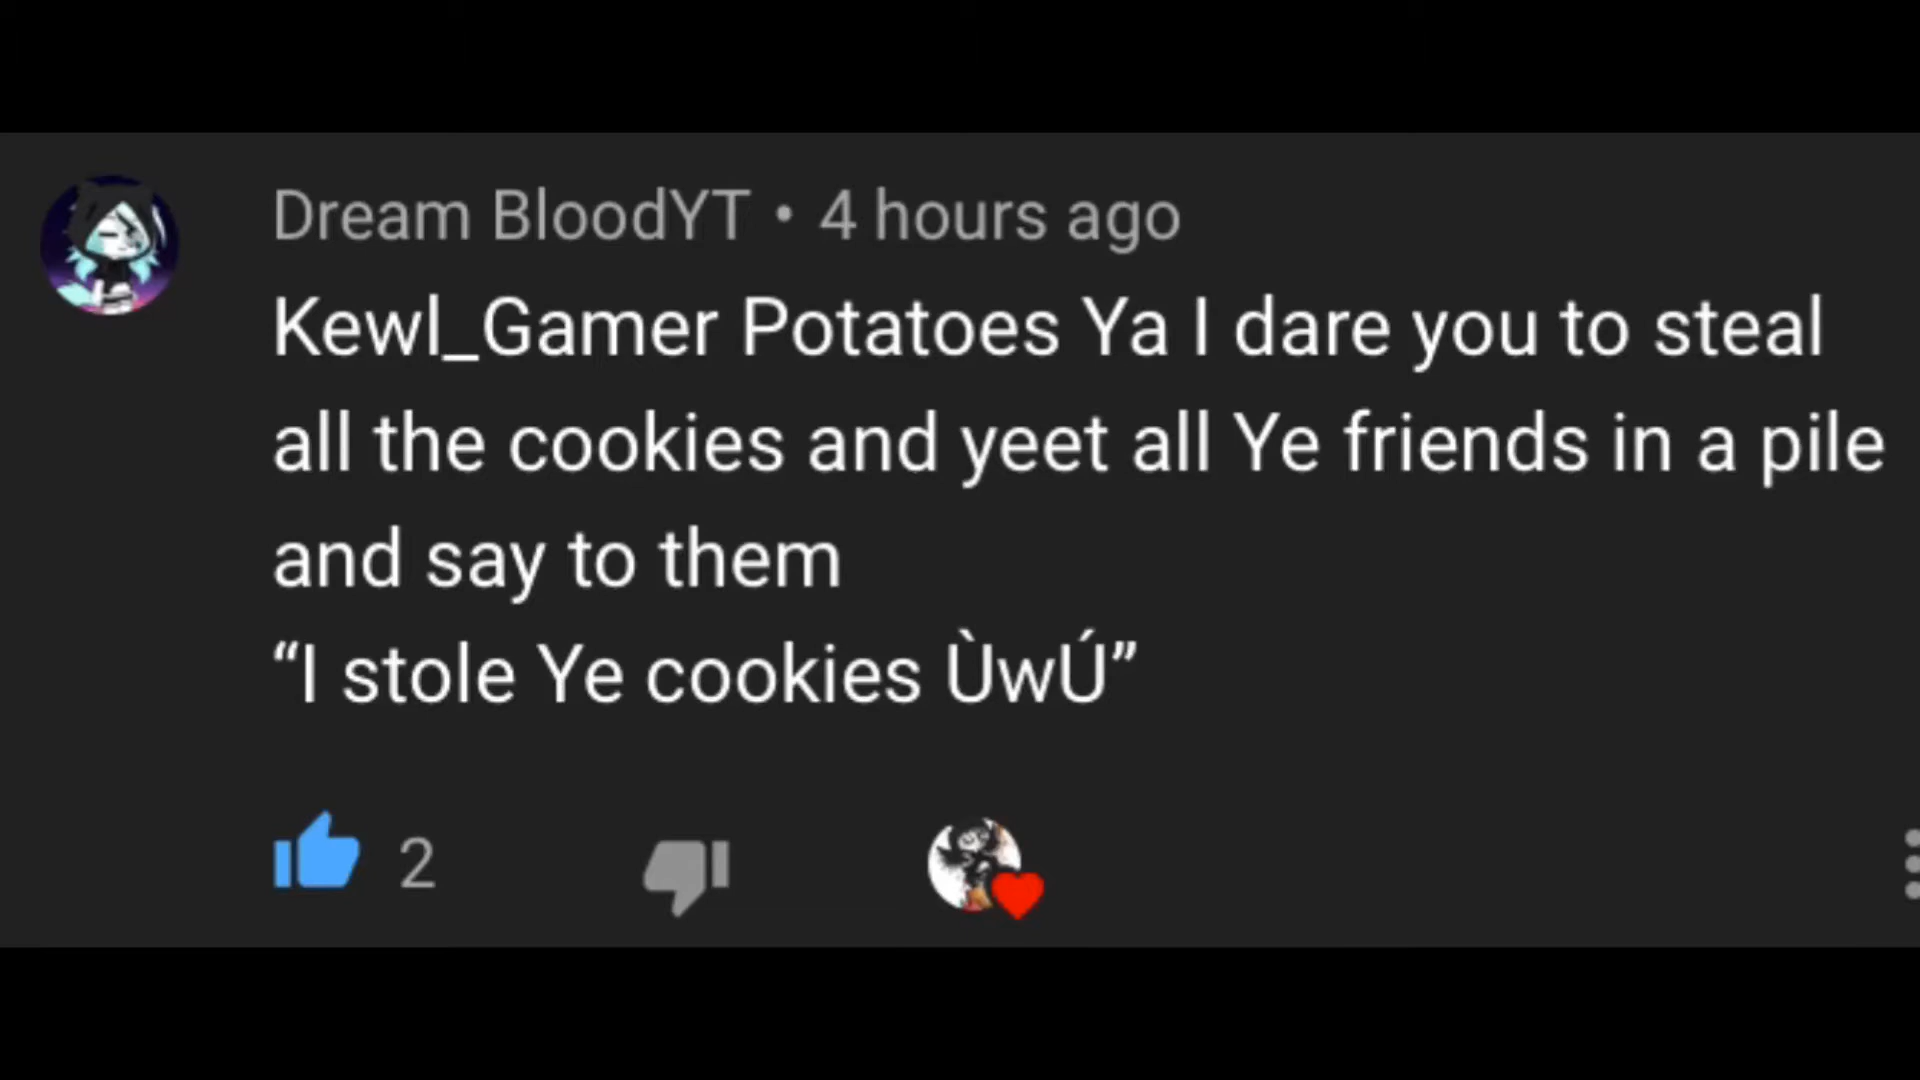 Dream BloodYT • 4 hours ago
Kewl_Gamer Potatoes Ya I dare you to steal
all the cookies and yeet all Ye friends in a pile
and say to them
“I stole Ye cookies ÙwÚ”
2